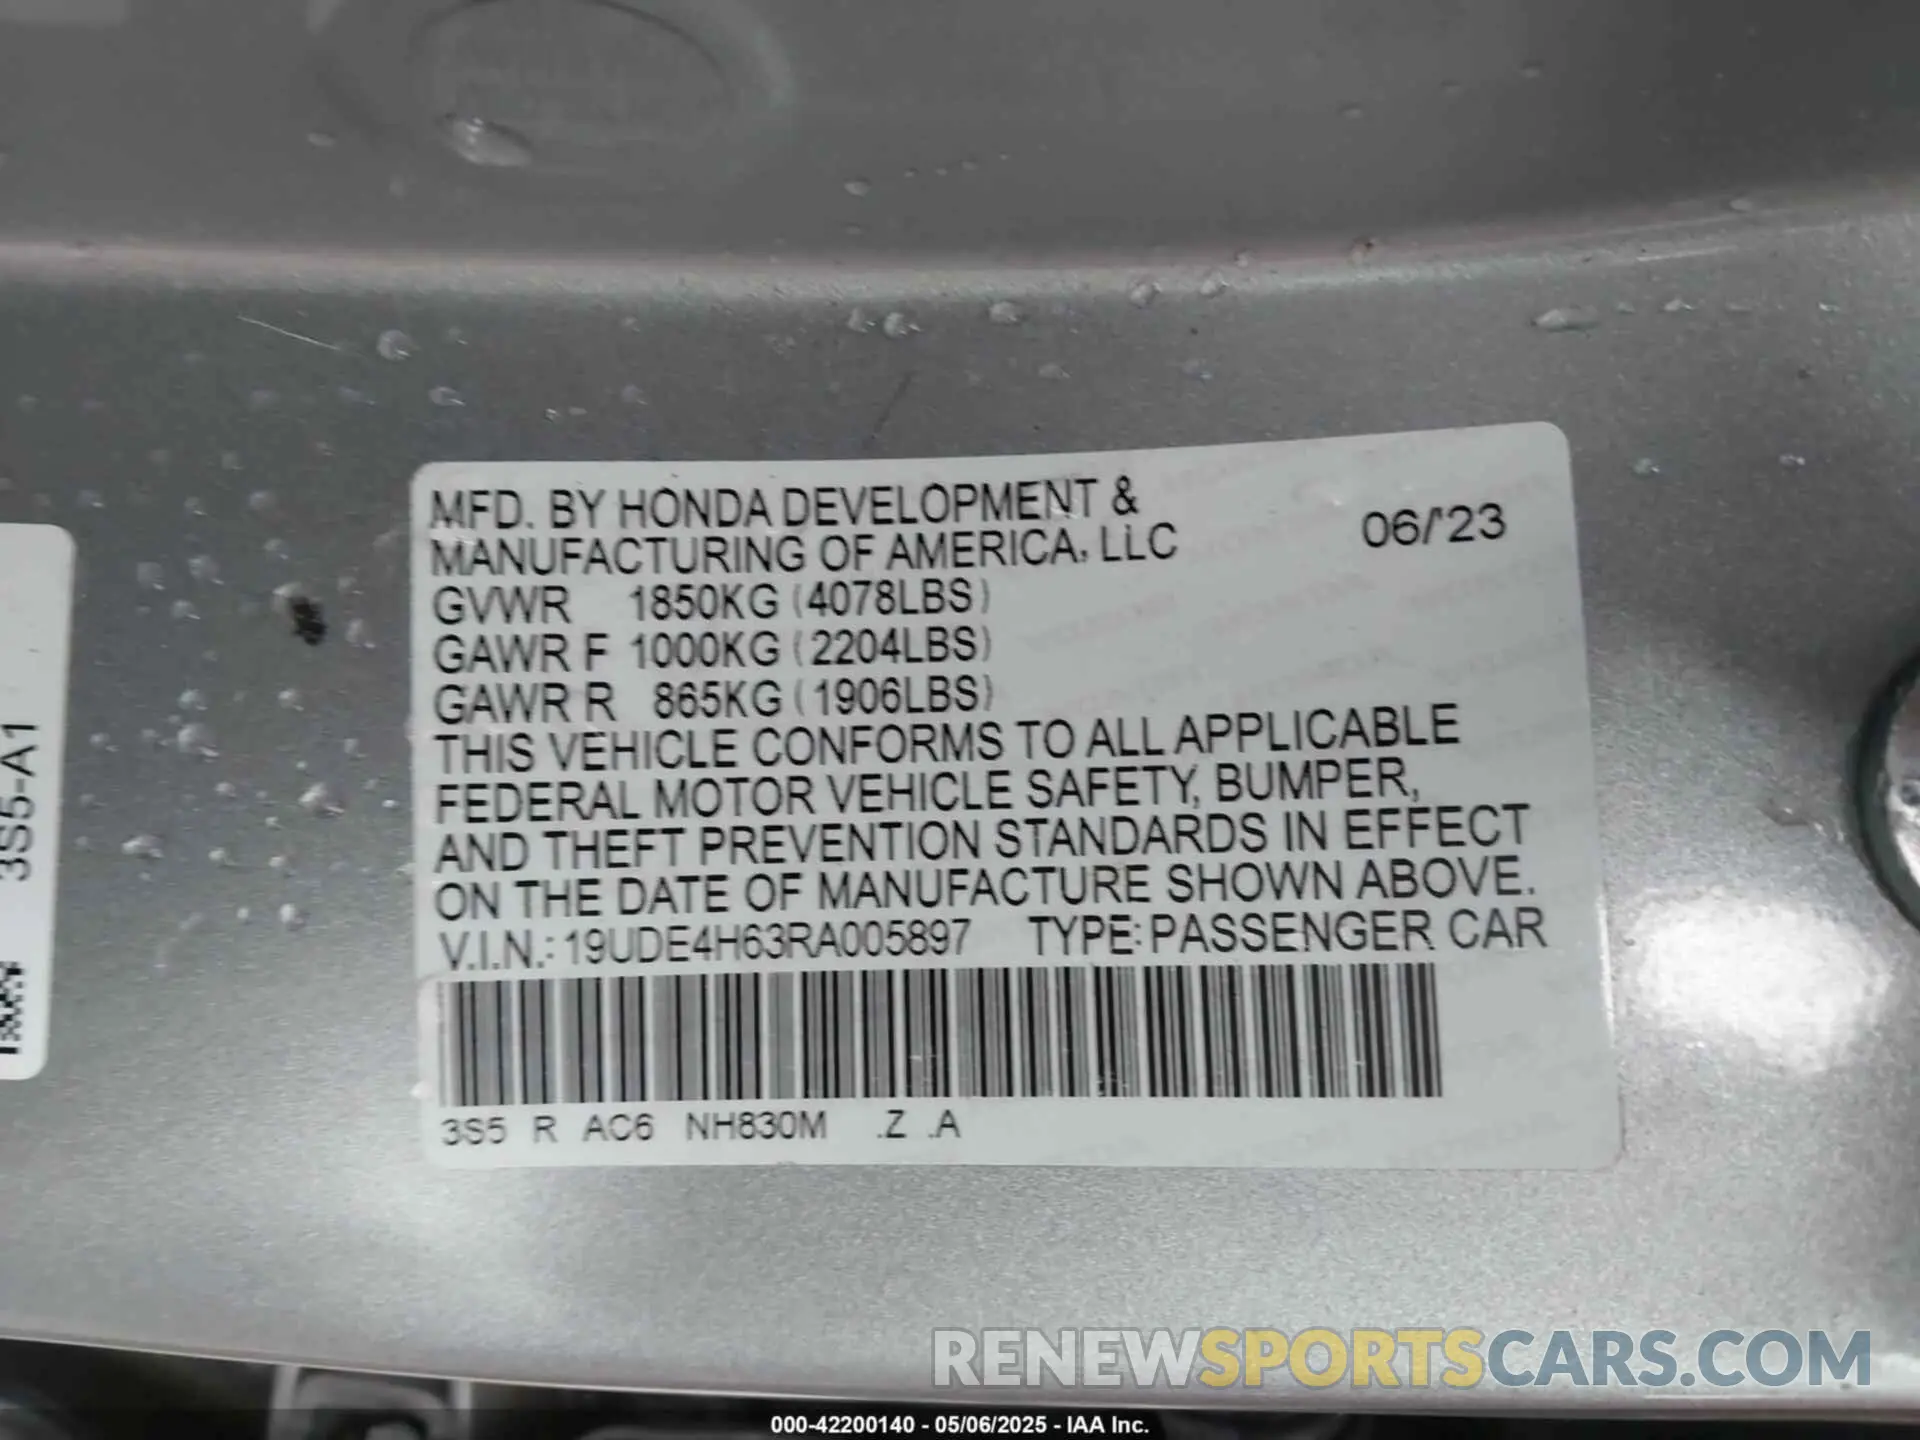 MFD. BY HONDA DEVELOPMENT &
MANUFACTURING OF AMERICA, LLC 06/'23
GVWR 1850KG (4078LBS)
GAWR F 1000KG (2204LBS)
GAWR R 865KG (1906LBS)
THIS VEHICLE CONFORMS TO ALL APPLICABLE
FEDERAL MOTOR VEHICLE SAFETY, BUMPER,
AND THEFT PREVENTION STANDARDS IN EFFECT
ON THE DATE OF MANUFACTURE SHOWN ABOVE.
V.I.N.: 19UDE4H63RA005897 TYPE: PASSENGER CAR
3S5 R AC6 NH830M .Z .A
3S5-A1
RENEWSPORTSCARS.COM
000-42200140 - 05/06/2025 - IAA Inc.